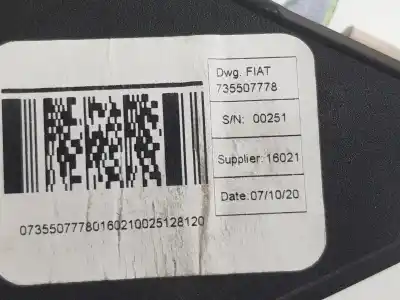 Dwg. FIAT
735507778
S/N: 00251
Supplier: 16021
Date: 07/10/20
07355077780160210025128120